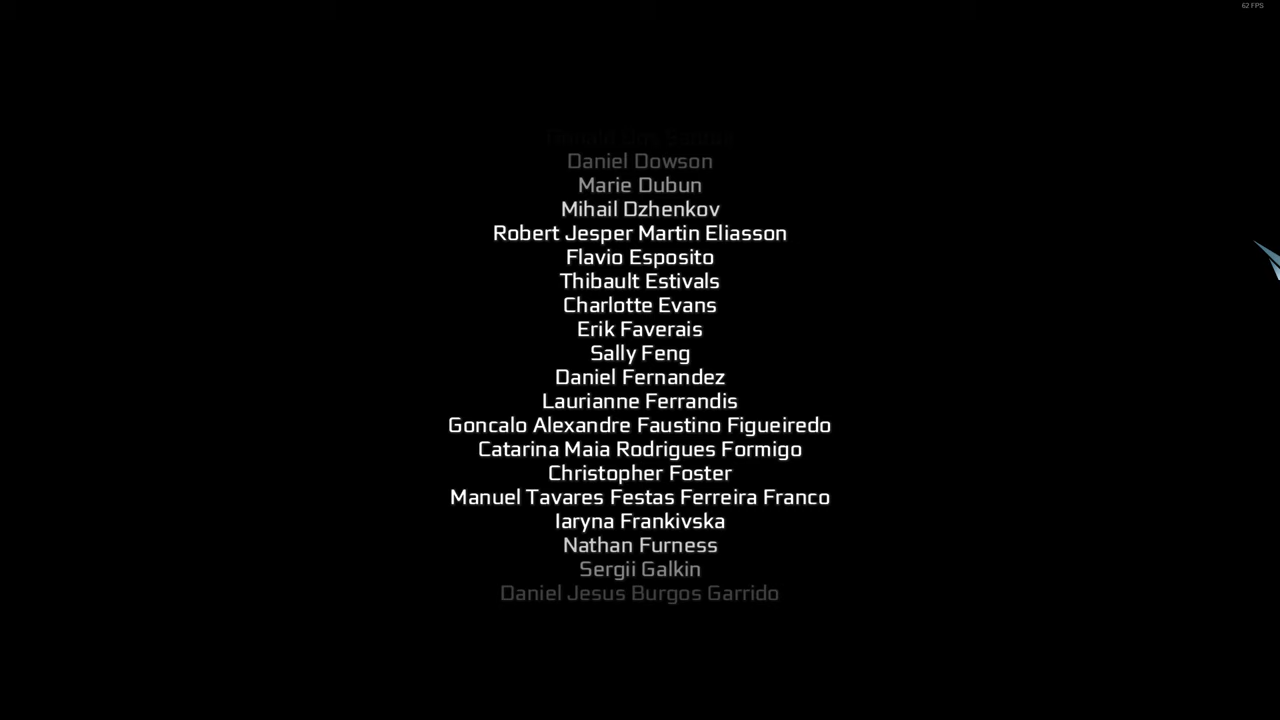 62 FPS
Daniel Dowson
Marie Dubun
Mihail Dzhenkov
Robert Jesper Martin Eliasson
Flavio Esposito
Thibault Estivals
Charlotte Evans
Erik Faverais
Sally Feng
Daniel Fernandez
Laurianne Ferrandis
Goncalo Alexandre Faustino Figueiredo
Catarina Maia Rodrigues Formigo
Christopher Foster
Manuel Tavares Festas Ferreira Franco
Iaryna Frankivska
Nathan Furness
Sergii Galkin
Daniel Jesus Burgos Garrido